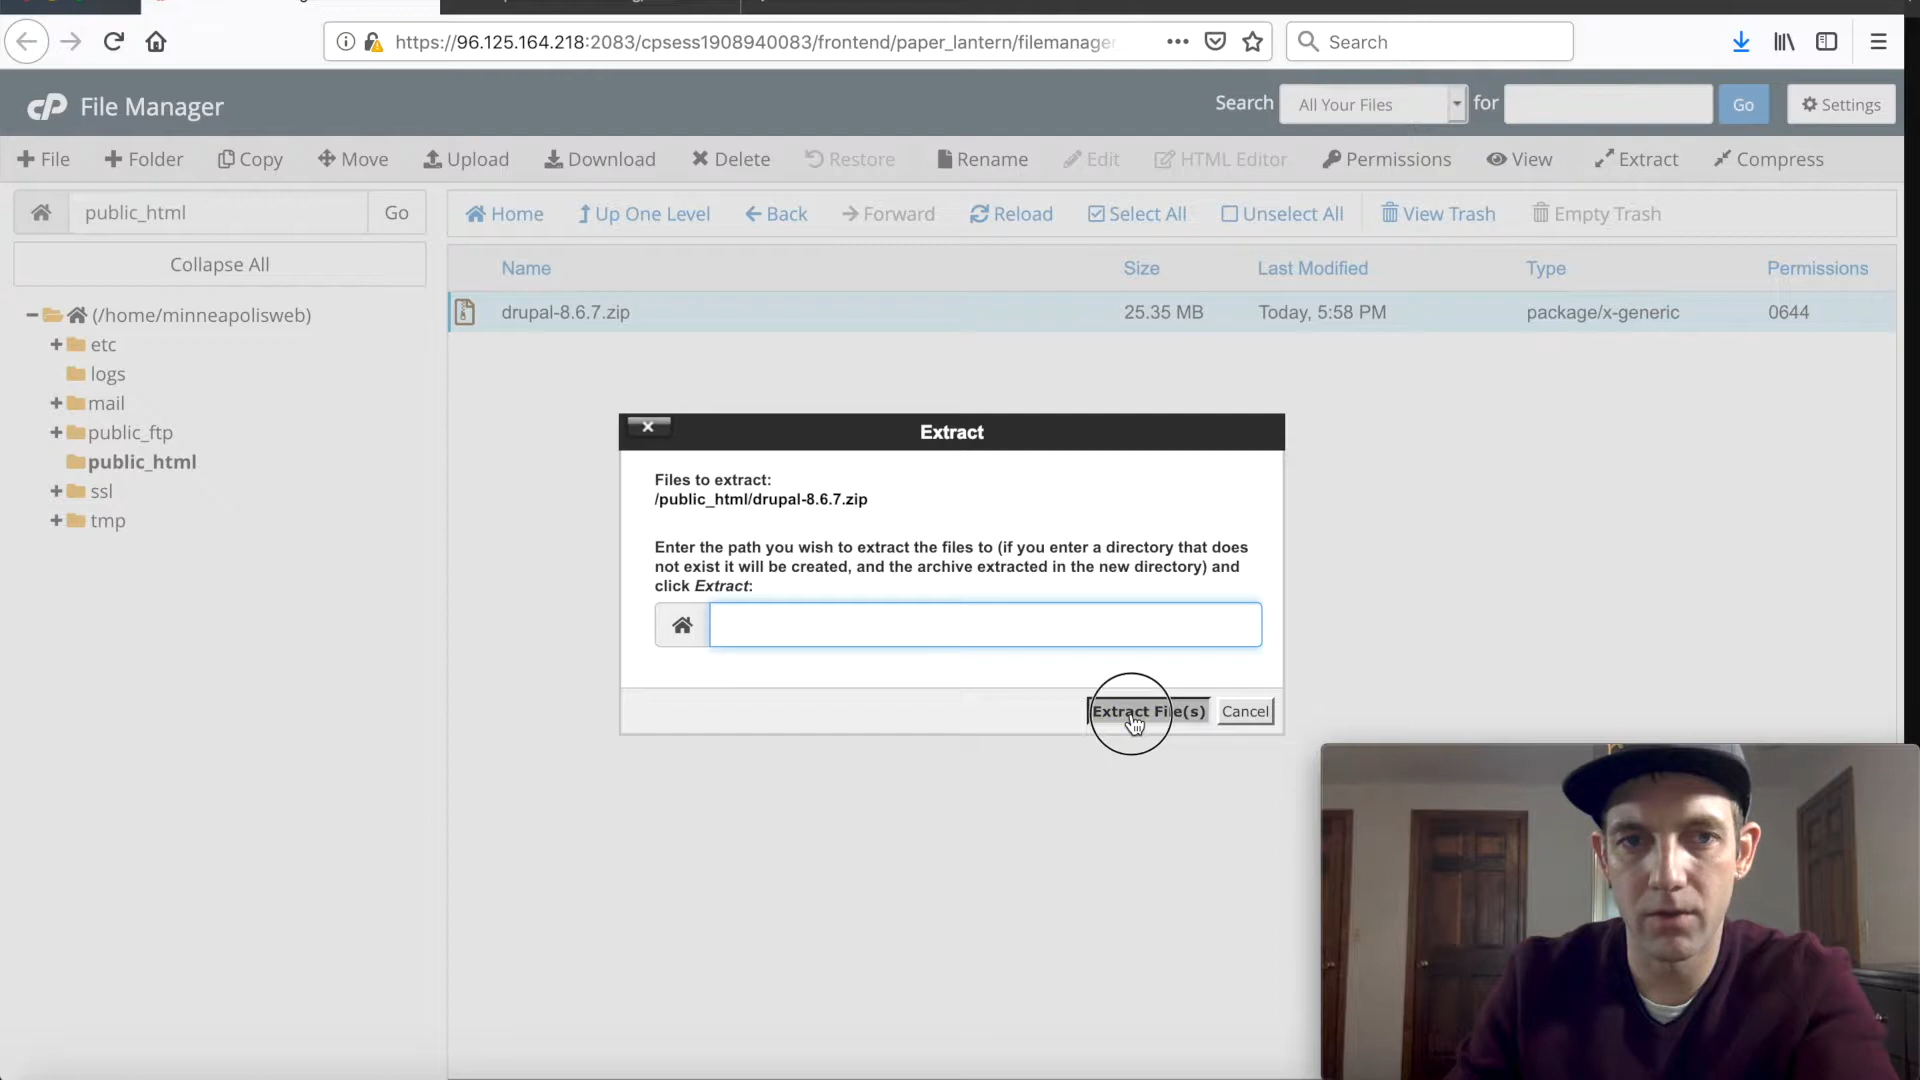 https://96.125.164.218:2083/cpsess1908940083/frontend/paper_lantern/filemanager
Search
cP File Manager
Search All Your Files for Go Settings
File Folder Copy Move Upload Download Delete Restore Rename Edit HTML Editor Permissions View Extract Compress
public_html Go
Home Up One Level Back Forward Reload Select All Unselect All View Trash Empty Trash
Collapse All
Name Size Last Modified Type Permissions
drupal-8.6.7.zip 25.35 MB Today, 5:58 PM package/x-generic 0644
(/home/minneapolisweb)
etc
logs
mail
public_ftp
public_html
ssl
tmp
Extract
Files to extract:
/public_html/drupal-8.6.7.zip
Enter the path you wish to extract the files to (if you enter a directory that does
not exist it will be created, and the archive extracted in the new directory) and
click Extract:
Extract File(s) Cancel